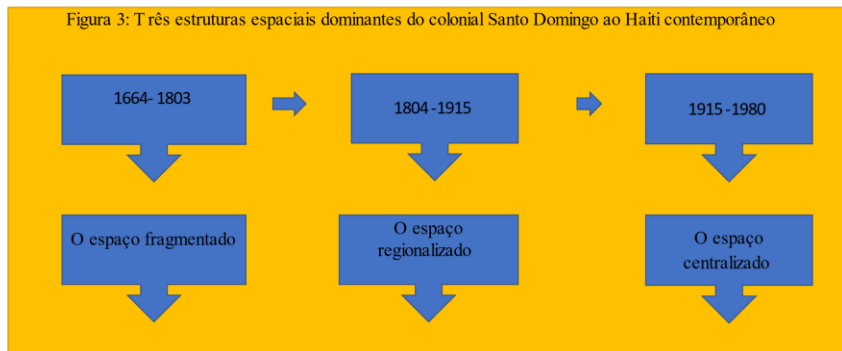 Figura 3: T rês estruturas espaciais dominantes do colonial Santo Domingo ao Haiti contemporâneo
1664- 1803
1804 -1915
1915 -1980
O espaço fragmentado
O espaço
regionalizado
O espaço
centralizado